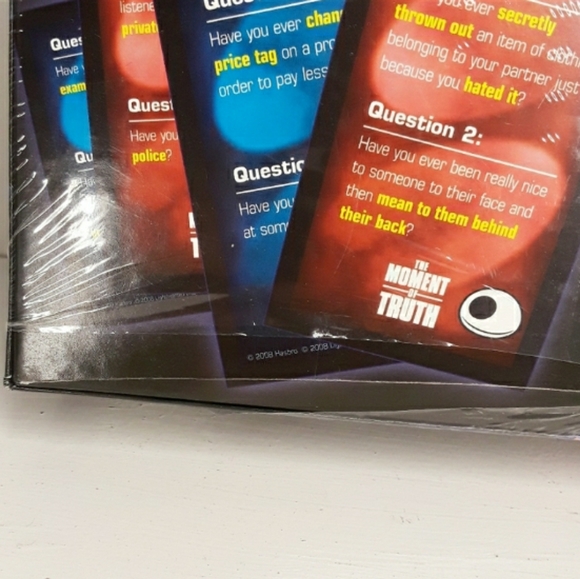 Ques
Have y
exam
Qu
listene
privat
Quest
Have you
police?
Have you ever chan
price tag on a pro
order to pay less
Questio
Have you
at som
© 2008 Hasbro © 2008
you ever secretly
thrown out an item of cloth
belonging to your partner just
because you hated it?
Question 2:
Have you ever been really nice
to someone to their face and
then mean to them behind
their back?
THE
MOMENT
OF
TRUTH